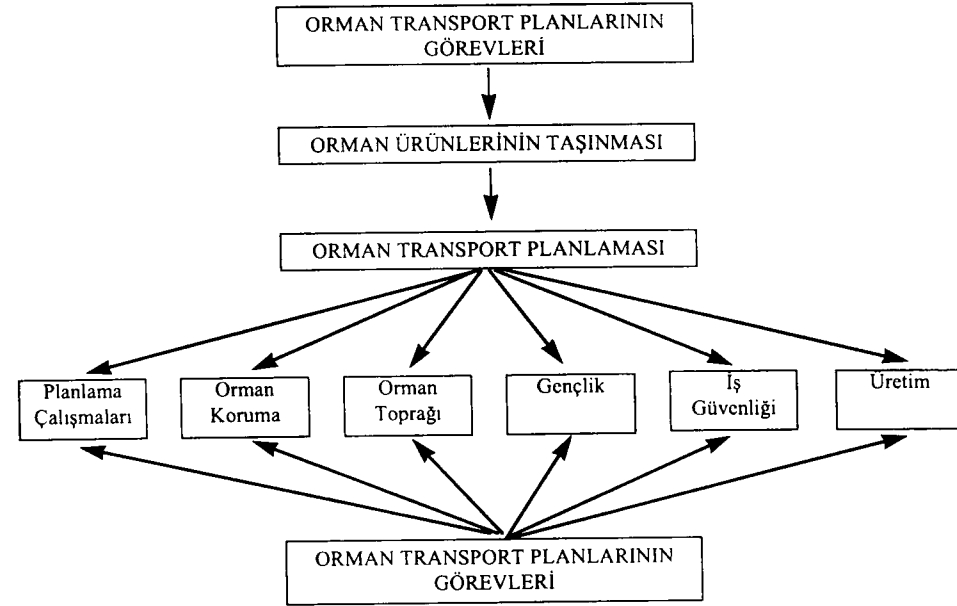 ORMAN TRANSPORT PLANLARININ
GÖREVLERİ
ORMAN ÜRÜNLERİNİN TAŞINMASI
ORMAN TRANSPORT PLANLAMASI
Planlama
Çalışmaları
Orman
Koruma
Orman
Toprağı
Gençlik
İş
Güvenliği
Üretim
ORMAN TRANSPORT PLANLARININ
GÖREVLERİ